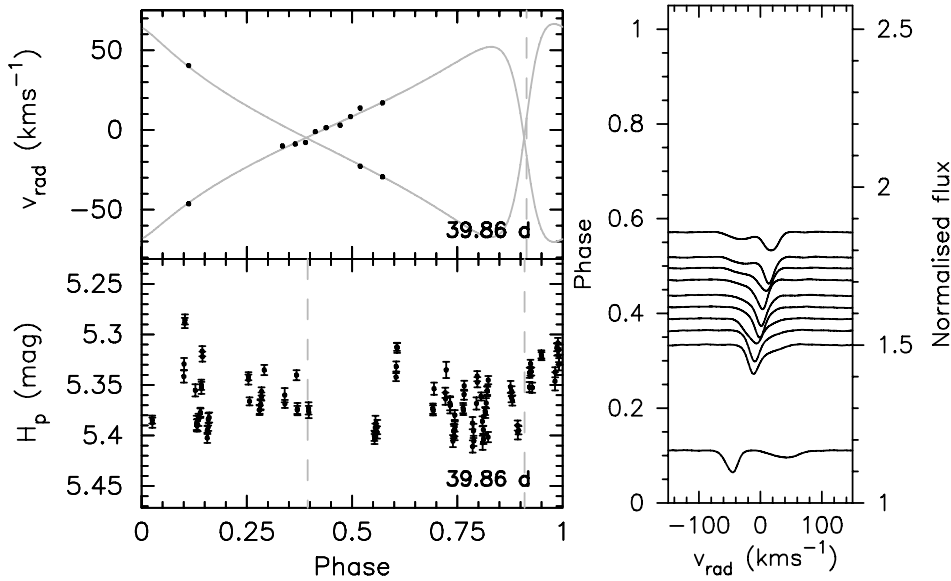 50
0
−50
v_rad (kms⁻¹)
39.86 d
5.25
5.3
5.35
5.4
5.45
H_p (mag)
39.86 d
0 0.25 0.5 0.75 1
Phase
1
0.8
0.6
0.4
0.2
0
Phase
2.5
2
1.5
1
Normalised flux
−100 0 100
v_rad (kms⁻¹)